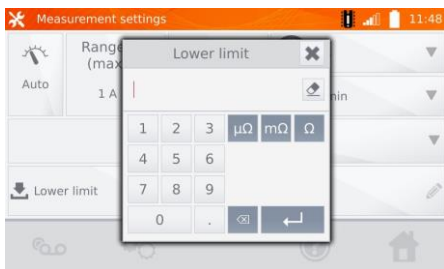 Measurement settings
11:48
Range
(max
Auto
1 A
Lower limit
1 2 3 μΩ mΩ Ω
4 5 6
7 8 9
0 .
Lower limit